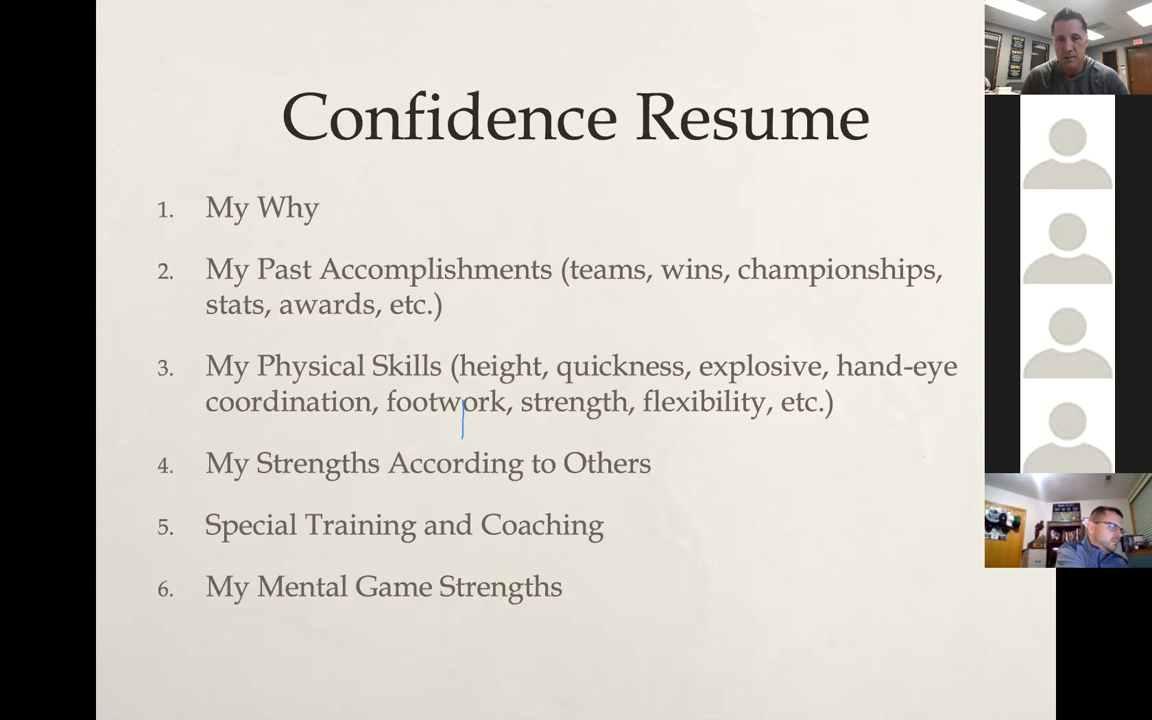 Confidence Resume
1. My Why
2. My Past Accomplishments (teams, wins, championships,
stats, awards, etc.)
3. My Physical Skills (height, quickness, explosive, hand-eye
coordination, footwork, strength, flexibility, etc.)
4. My Strengths According to Others
5. Special Training and Coaching
6. My Mental Game Strengths